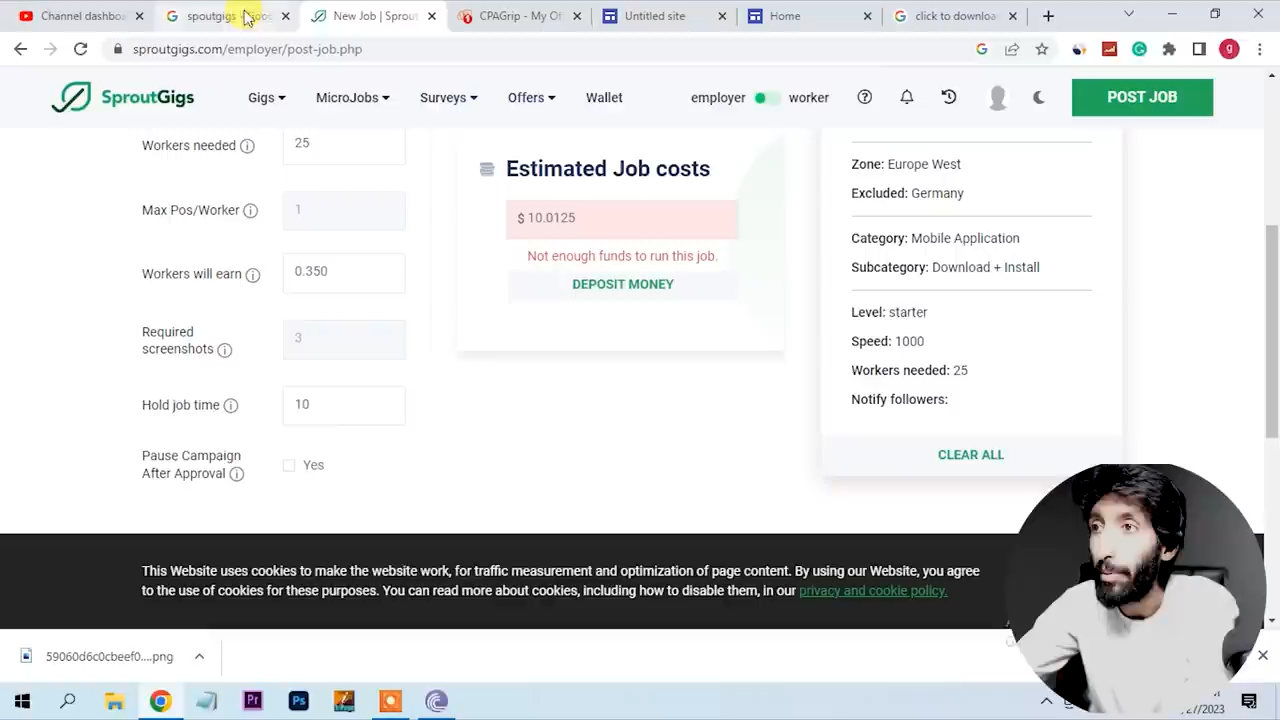 Channel dashboa
spoutgigs
New Job | Sprout
CPAGrip - My Of
Untitled site
Home
click to downloa
sproutgigs.com/employer/post-job.php
g
SproutGigs
Gigs
MicroJobs
Surveys
Offers
Wallet
employer
worker
POST JOB
Workers needed
25
Max Pos/Worker
1
Workers will earn
0.350
Required
screenshots
3
Hold job time
10
Pause Campaign
After Approval
Yes
Estimated Job costs
$ 10.0125
Not enough funds to run this job.
DEPOSIT MONEY
Zone: Europe West
Excluded: Germany
Category: Mobile Application
Subcategory: Download + Install
Level: starter
Speed: 1000
Workers needed: 25
Notify followers:
CLEAR ALL
This Website uses cookies to make the website work, for traffic measurement and optimization of page content. By using our Website, you agree
to the use of cookies for these purposes. You can read more about cookies, including how to disable them, in our privacy and cookie policy.
59060d6c0cbeef0....png
Pr
Ps
/27/2023